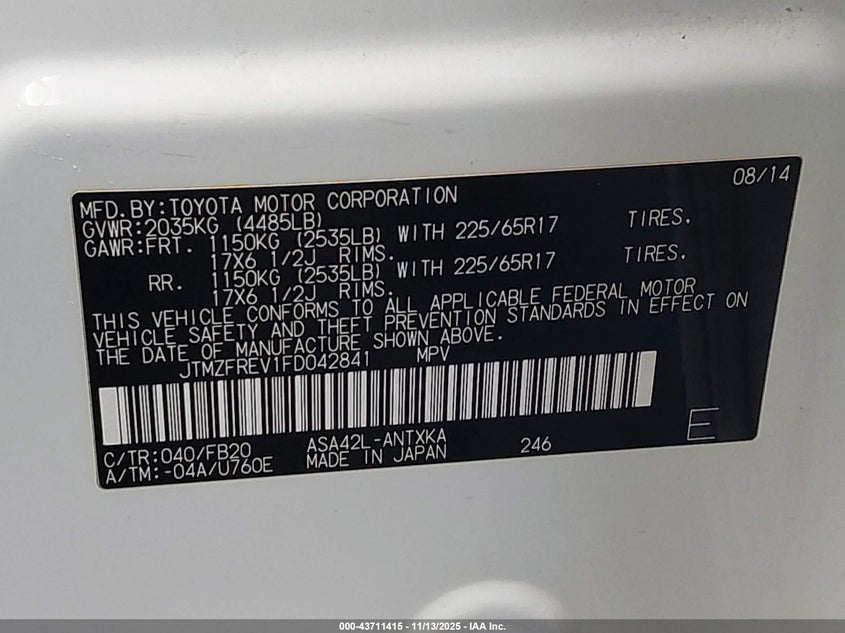 08/14
MFD.BY:TOYOTA MOTOR CORPORATION
GVWR:2035KG (4485LB)
GAWR:FRT. 1150KG (2535LB) WITH 225/65R17 TIRES.
17X6 1/2J RIMS.
RR. 1150KG (2535LB) WITH 225/65R17 TIRES.
17X6 1/2J RIMS.
THIS VEHICLE CONFORMS TO ALL APPLICABLE FEDERAL MOTOR
VEHICLE SAFETY AND THEFT PREVENTION STANDARDS IN EFFECT ON
THE DATE OF MANUFACTURE SHOWN ABOVE.
JTMZFREV1FD042841 MPV
C/TR:040/FB20 ASA42L-ANTXKA 246 E
A/TM:-04A/U760E MADE IN JAPAN
000-43711415 - 11/13/2025 - IAA Inc.